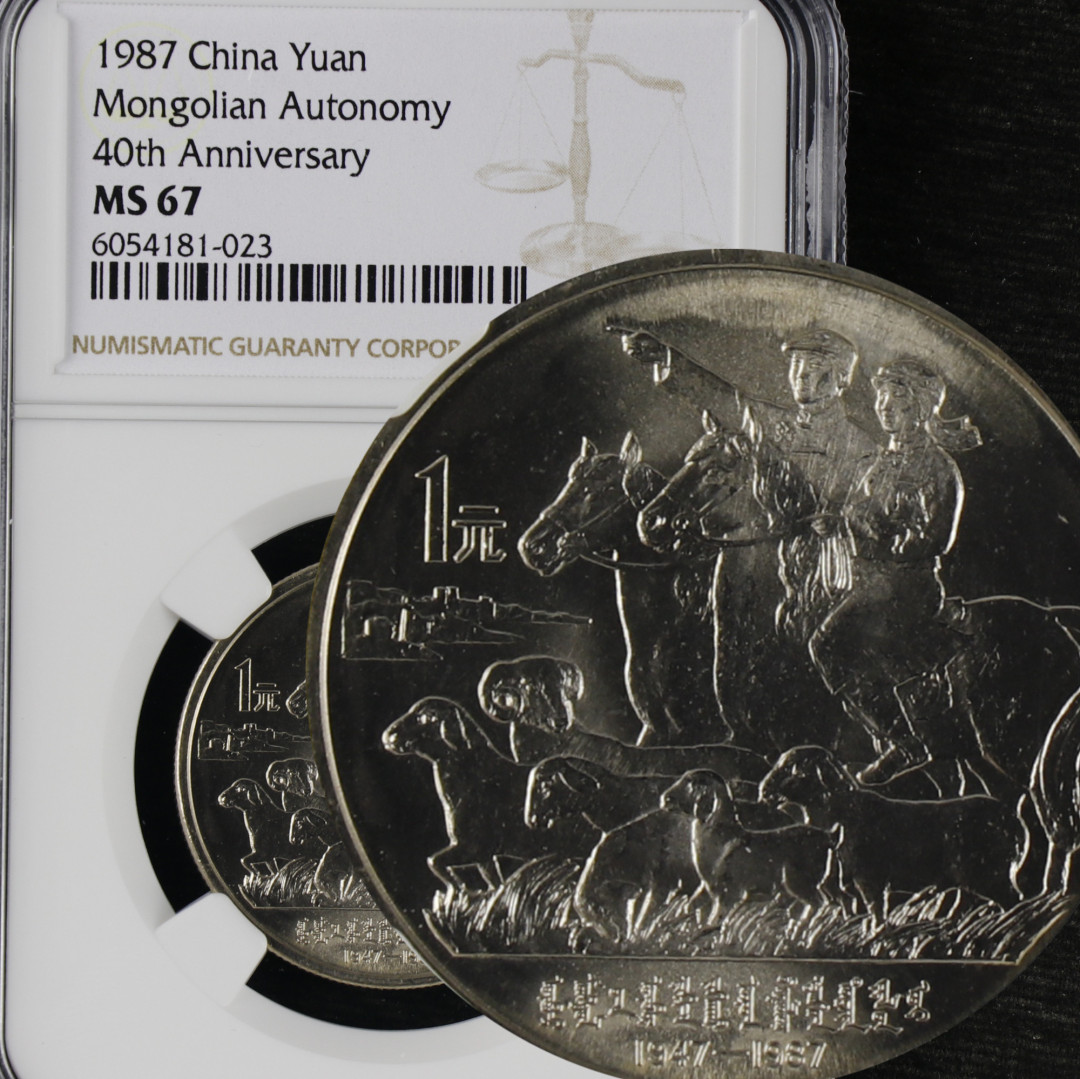 1987 China Yuan
Mongolian Autonomy
40th Anniversary
MS 67
6054181-023
NUMISMATIC GUARANTY
1元
1947—1987
1元